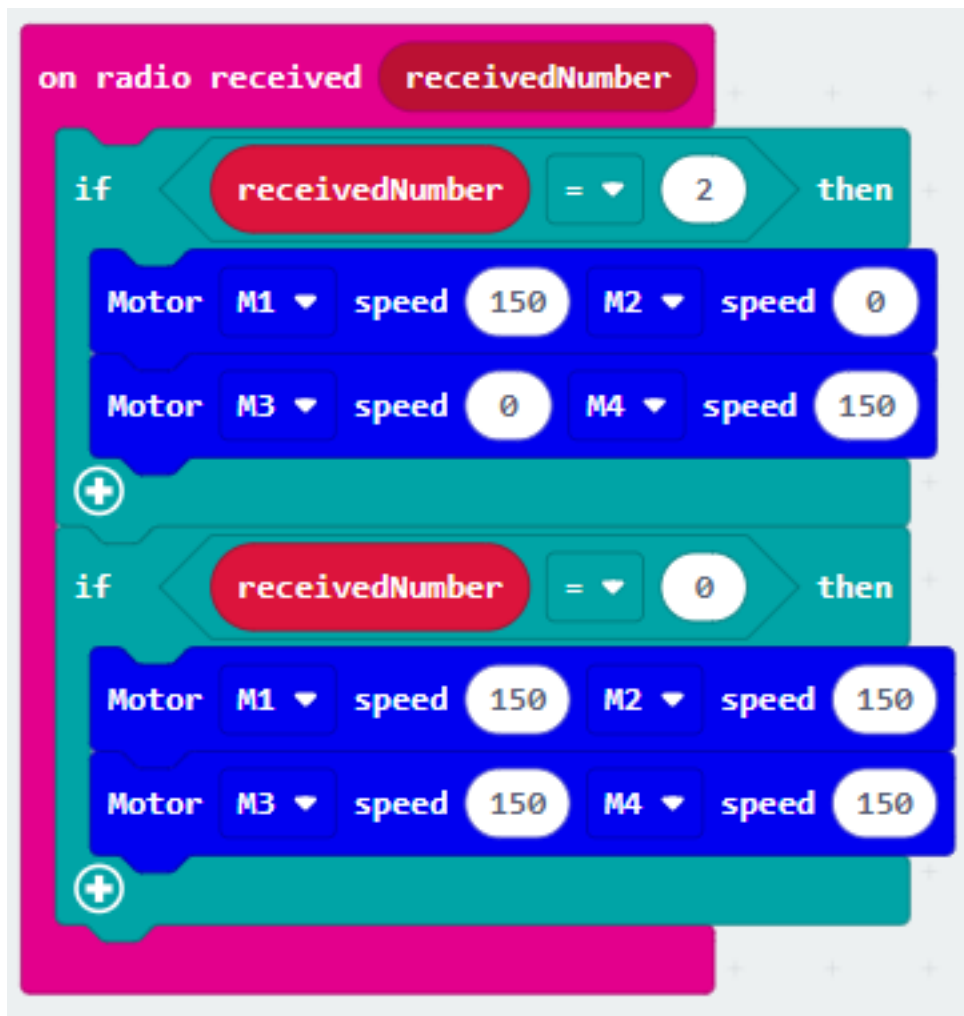 on radio received receivedNumber
if receivedNumber = 2 then
Motor M1 speed 150 M2 speed 0
Motor M3 speed 0 M4 speed 150
if receivedNumber = 0 then
Motor M1 speed 150 M2 speed 150
Motor M3 speed 150 M4 speed 150